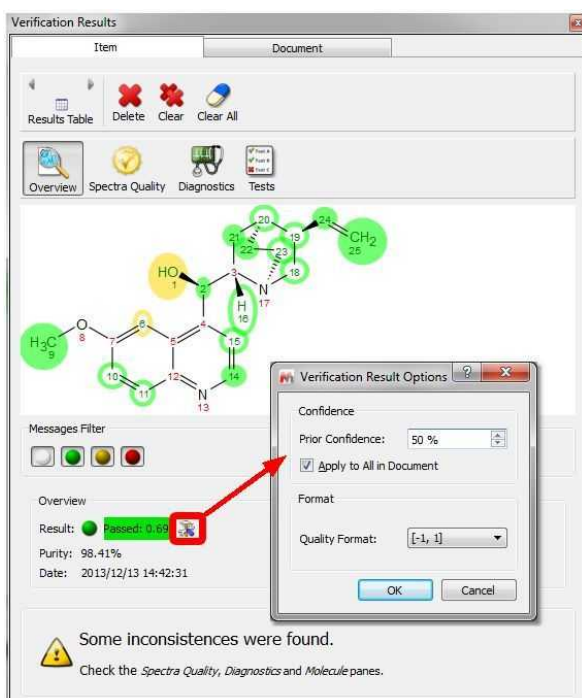 Verification Results
Item Document
Results Table Delete Clear Clear All
Overview Spectra Quality Diagnostics Tests
20
24
21
19
CH2
25
22
23
HO
1
2
3
18
N
17
H
16
O
8
H3C
9
7
6
5
4
15
10
11
12
N
13
14
Messages Filter
Overview
Result: Passed: 0.69
Purity: 98.41%
Date: 2013/12/13 14:42:31
Verification Result Options
Confidence
Prior Confidence: 50 %
Apply to All in Document
Format
Quality Format: [-1, 1]
OK Cancel
Some inconsistences were found.
Check the Spectra Quality, Diagnostics and Molecule panes.